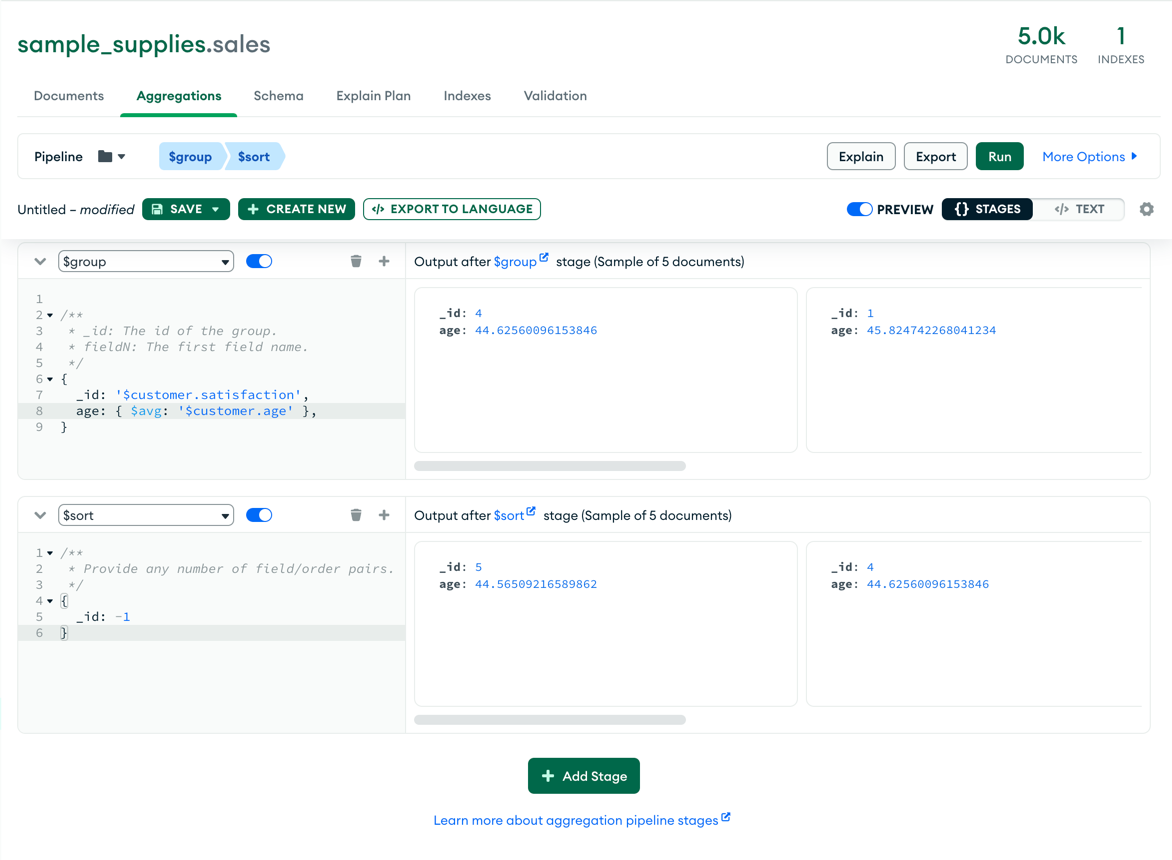 sample_supplies.sales
5.0k
DOCUMENTS
1
INDEXES
Documents Aggregations Schema Explain Plan Indexes Validation
Pipeline $group $sort Explain Export Run More Options
Untitled – modified SAVE + CREATE NEW </> EXPORT TO LANGUAGE PREVIEW {} STAGES </> TEXT
$group
Output after $group stage (Sample of 5 documents)
1
2 /**
3 * _id: The id of the group.
4 * fieldN: The first field name.
5 */
6 {
7 _id: '$customer.satisfaction',
8 age: { $avg: '$customer.age' },
9 }
_id: 4
age: 44.62560096153846
_id: 1
age: 45.824742268041234
$sort
Output after $sort stage (Sample of 5 documents)
1 /**
2 * Provide any number of field/order pairs.
3 */
4 {
5 _id: -1
6 }
_id: 5
age: 44.56509216589862
_id: 4
age: 44.62560096153846
+ Add Stage
Learn more about aggregation pipeline stages